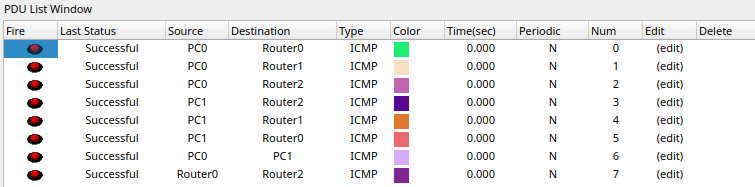 PDU List Window
Fire Last Status Source Destination Type Color Time(sec) Periodic Num Edit Delete
Successful PC0 Router0 ICMP 0.000 N 0 (edit)
Successful PC0 Router1 ICMP 0.000 N 1 (edit)
Successful PC0 Router2 ICMP 0.000 N 2 (edit)
Successful PC1 Router2 ICMP 0.000 N 3 (edit)
Successful PC1 Router1 ICMP 0.000 N 4 (edit)
Successful PC1 Router0 ICMP 0.000 N 5 (edit)
Successful PC0 PC1 ICMP 0.000 N 6 (edit)
Successful Router0 Router2 ICMP 0.000 N 7 (edit)